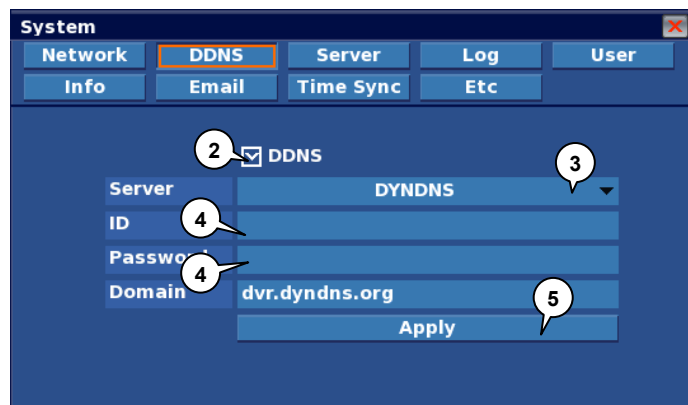 System
Network DDNS Server Log User
Info Email Time Sync Etc
2 DDNS
3
Server DYNDNS
ID 4
Password
4
Domain dvr.dyndns.org 5
Apply